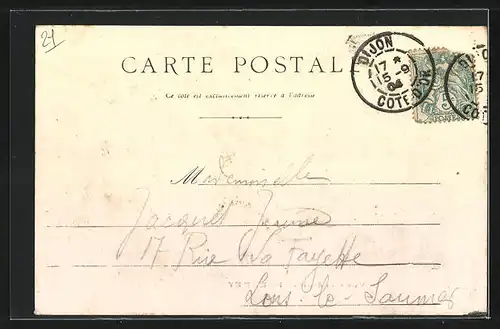 21
CARTE POSTALE
Ce côté est exclusivement réservé à l'adresse
DIJON
17 *
15 -9
04
COTE D'OR
Mademoiselle
Jacquet Jeanne
17 Rue La Fayette
Lons-le-Saunier